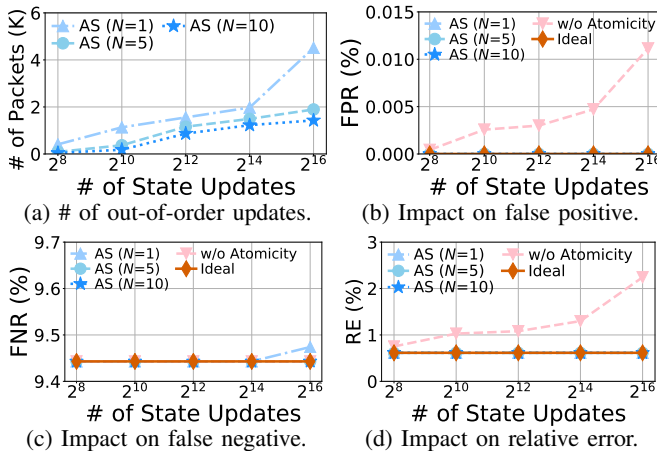 # of Packets (K)
6
4
2
0
AS (N=1)
AS (N=5)
AS (N=10)
2^8 2^10 2^12 2^14 2^16
# of State Updates
(a) # of out-of-order updates.
FPR (%)
0.015
0.010
0.005
0.000
AS (N=1)
AS (N=5)
AS (N=10)
w/o Atomicity
Ideal
2^8 2^10 2^12 2^14 2^16
# of State Updates
(b) Impact on false positive.
FNR (%)
9.7
9.6
9.5
9.4
AS (N=1)
AS (N=5)
AS (N=10)
w/o Atomicity
Ideal
2^8 2^10 2^12 2^14 2^16
# of State Updates
(c) Impact on false negative.
RE (%)
3
2
1
0
AS (N=1)
AS (N=5)
AS (N=10)
w/o Atomicity
Ideal
2^8 2^10 2^12 2^14 2^16
# of State Updates
(d) Impact on relative error.